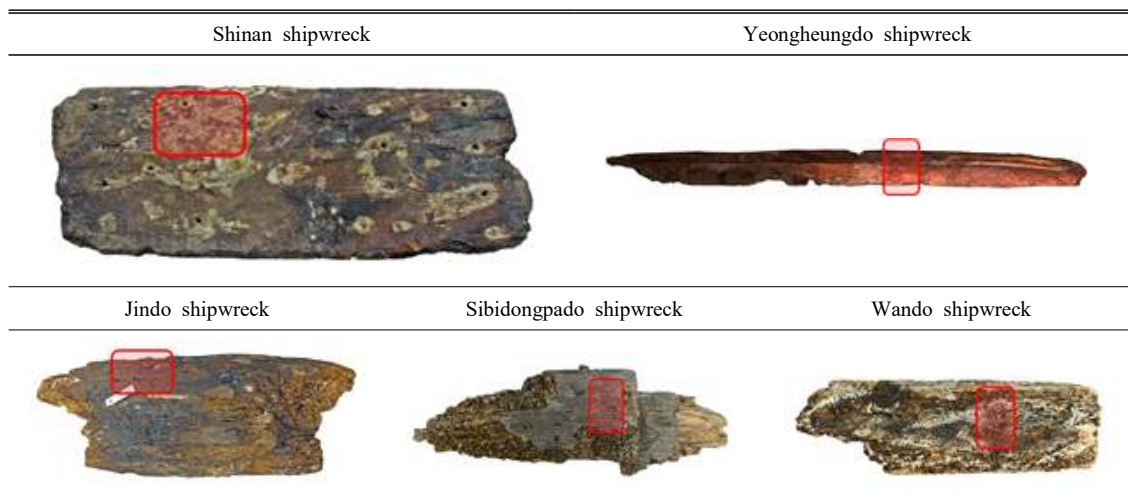 Shinan shipwreck
Yeongheungdo shipwreck
Jindo shipwreck
Sibidongpado shipwreck
Wando shipwreck